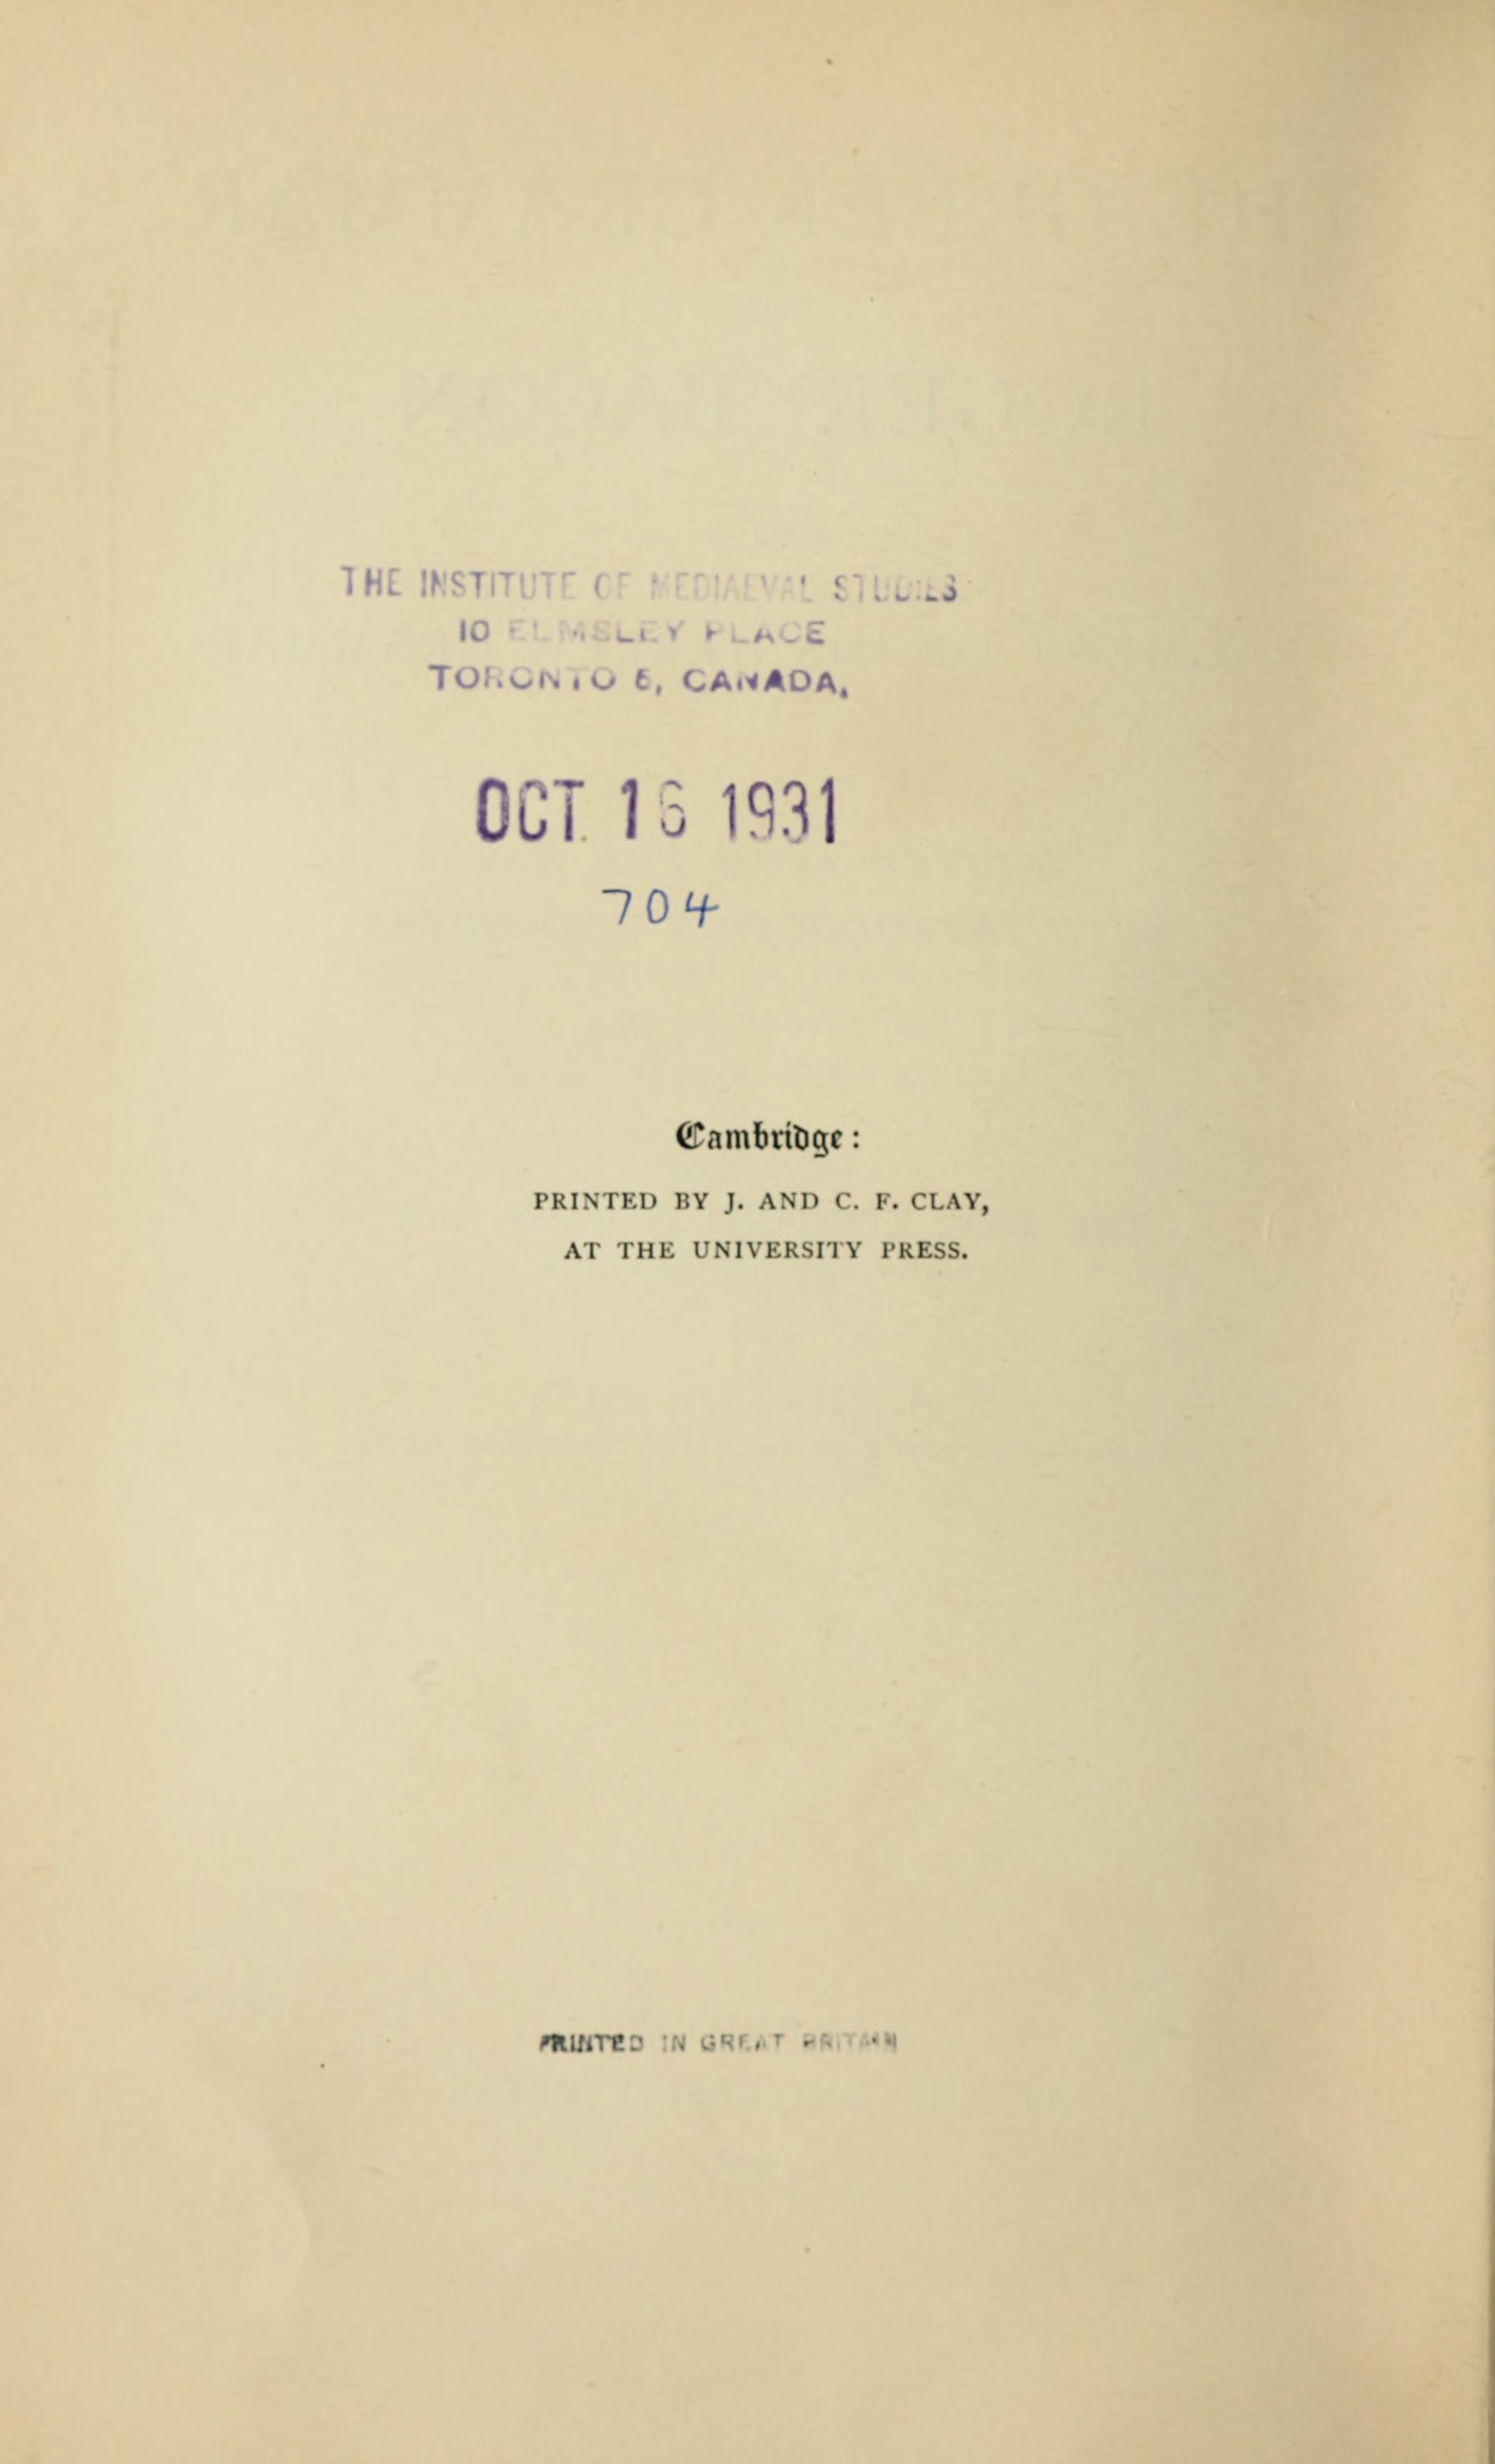 THE INSTITUTE OF MEDIAEVAL STUDIES
10 ELMSLEY PLACE
TORONTO 5, CANADA.
OCT 16 1931
704
Cambridge:
PRINTED BY J. AND C. F. CLAY,
AT THE UNIVERSITY PRESS.
PRINTED IN GREAT BRITAIN